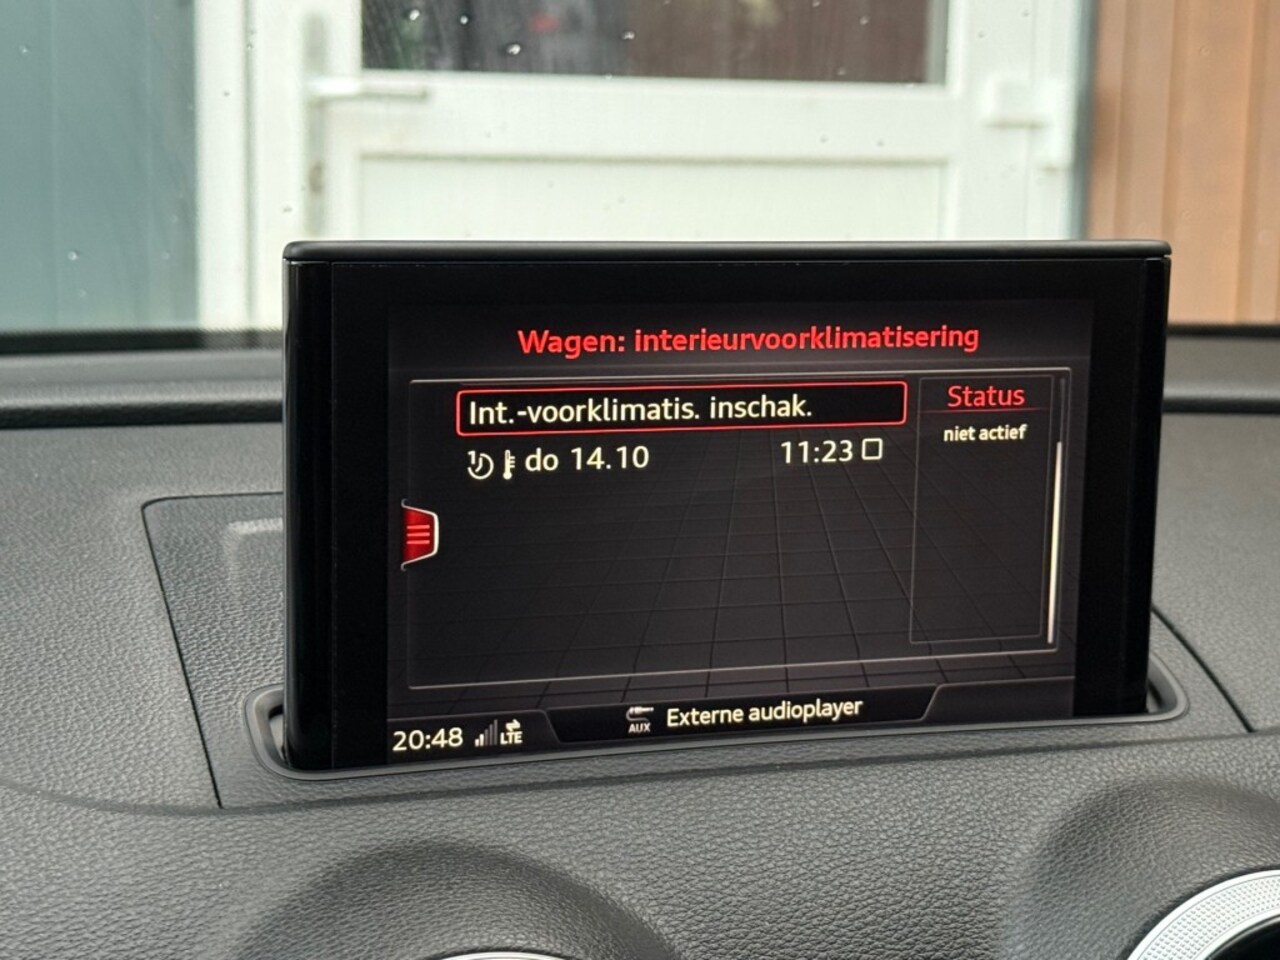 Wagen: interieurvoorklimatisering
Int.-voorklimatis. inschak.
1 do 14.10 11:23
Status
niet actief
20:48 LTE
AUX Externe audioplayer